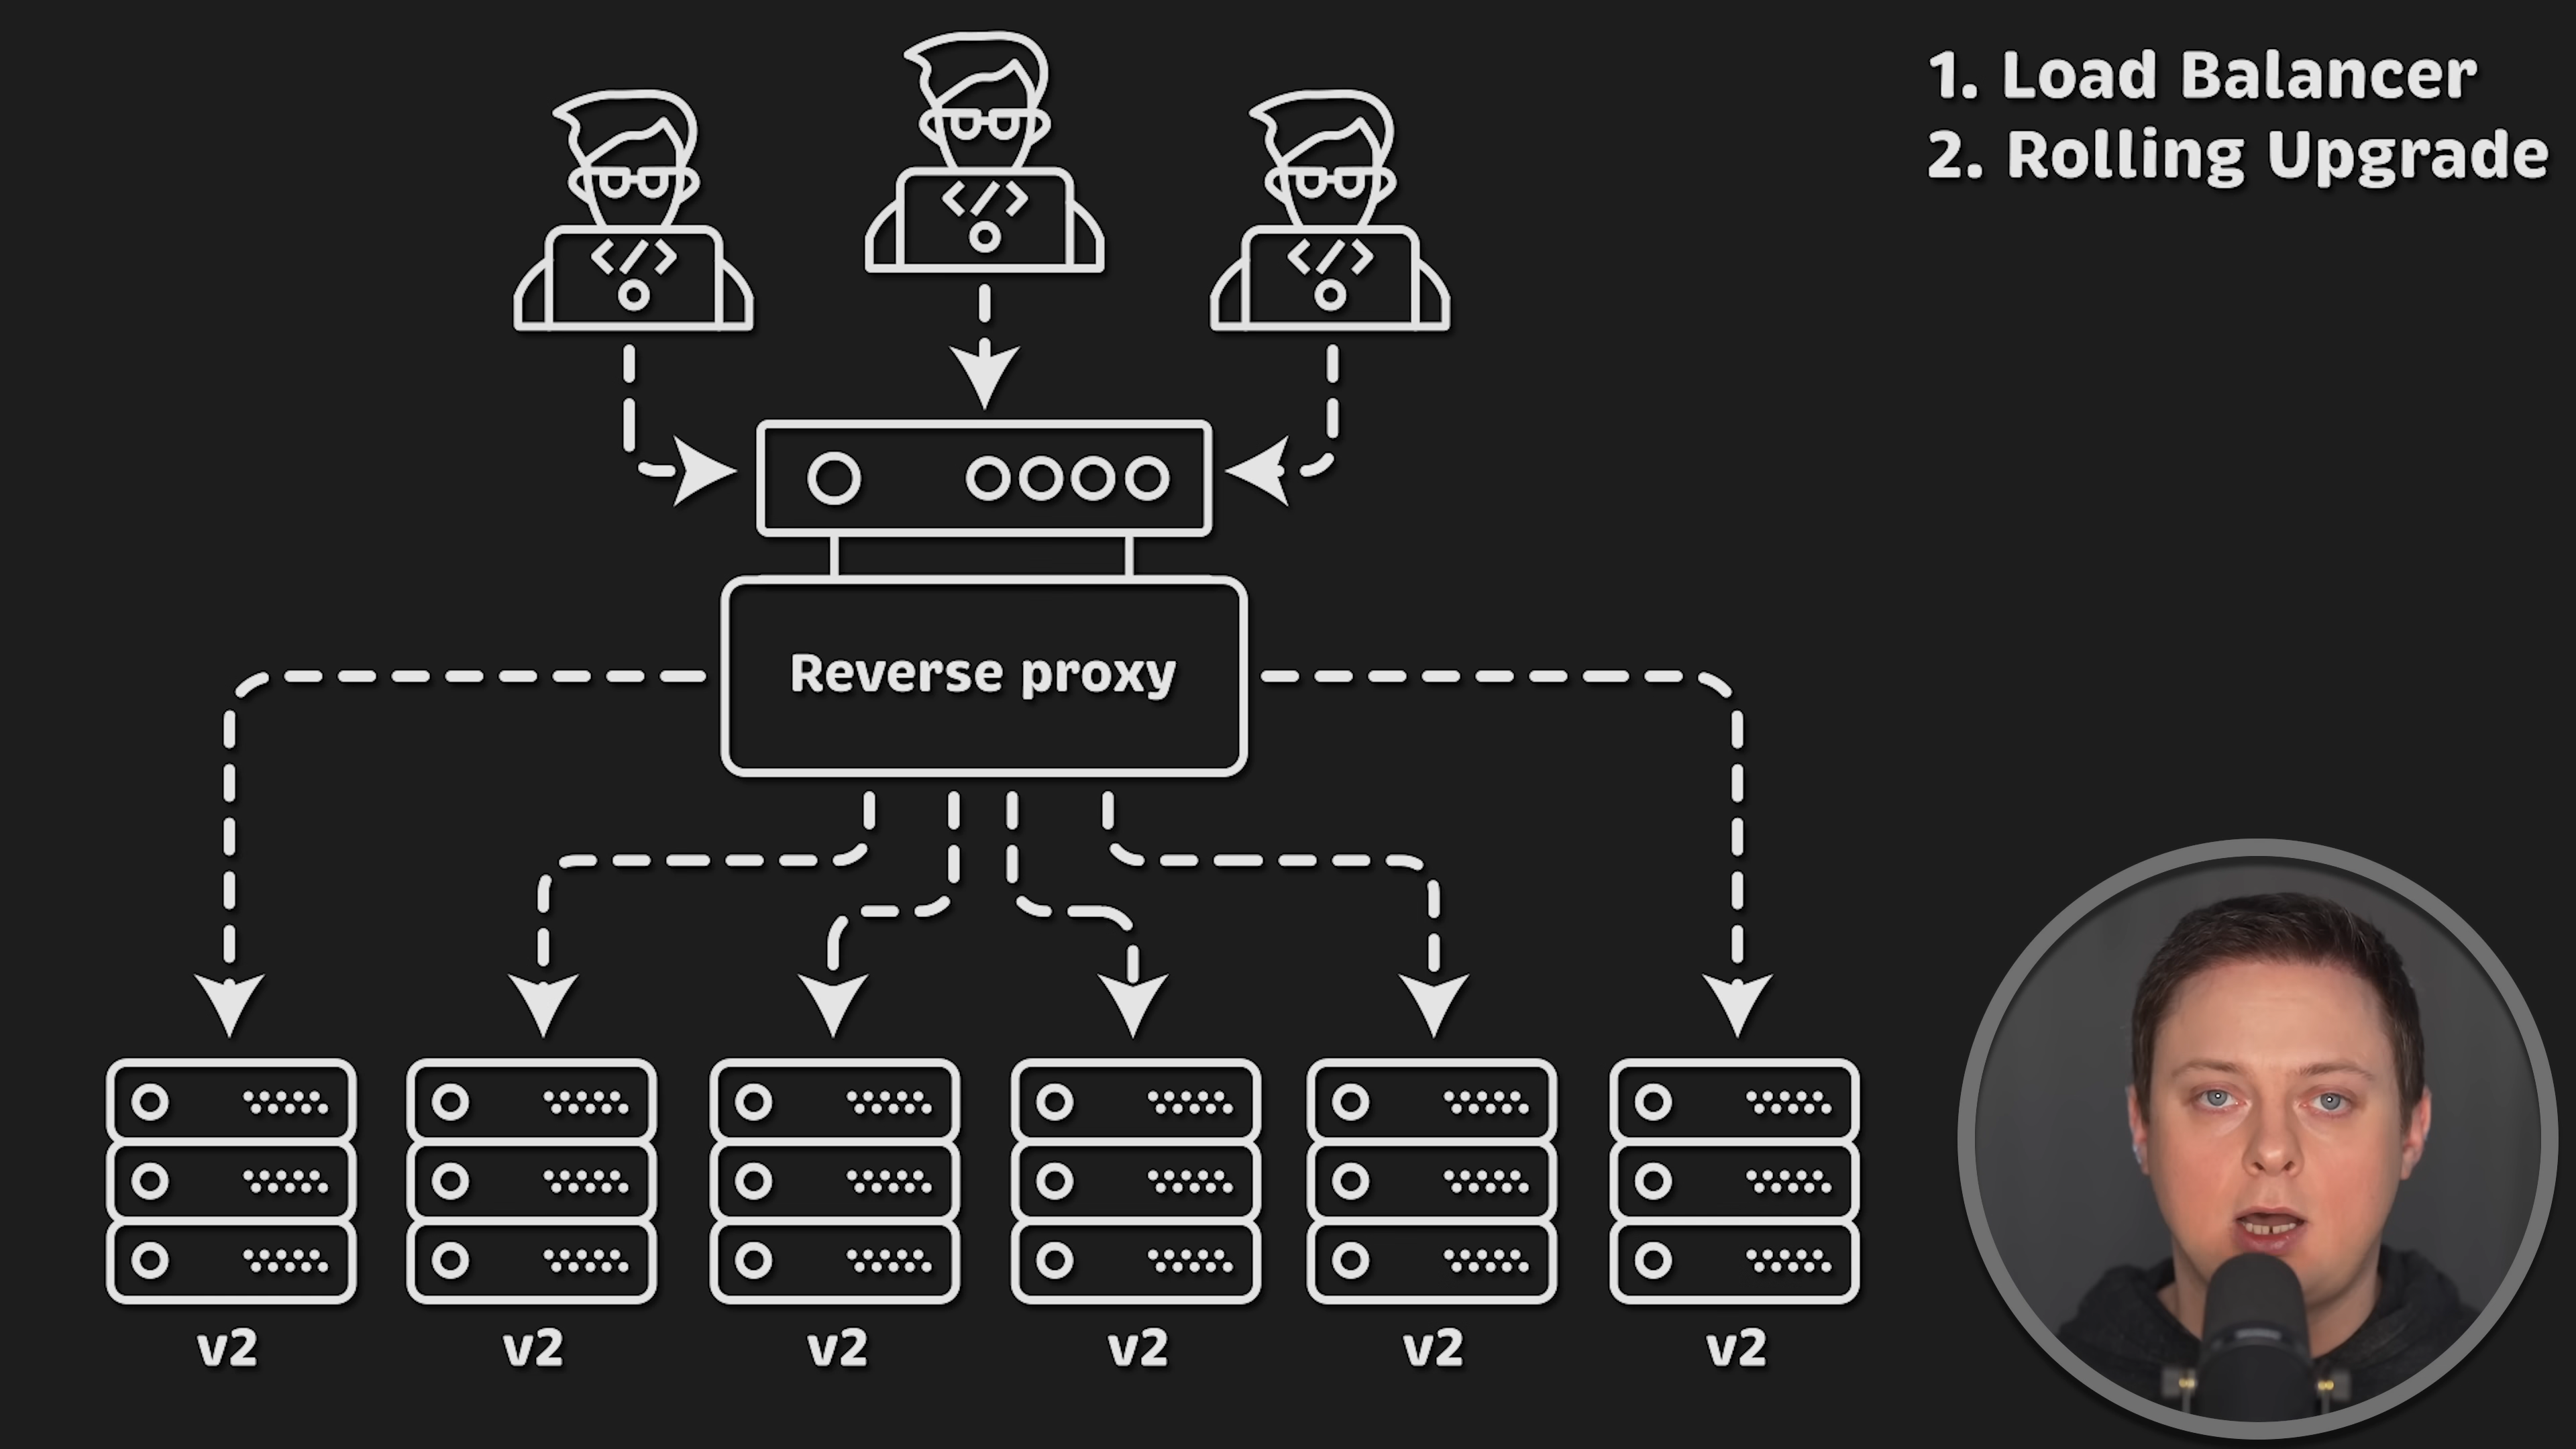 1. Load Balancer
2. Rolling Upgrade
</>
</>
</>
Reverse proxy
v2
v2
v2
v2
v2
v2